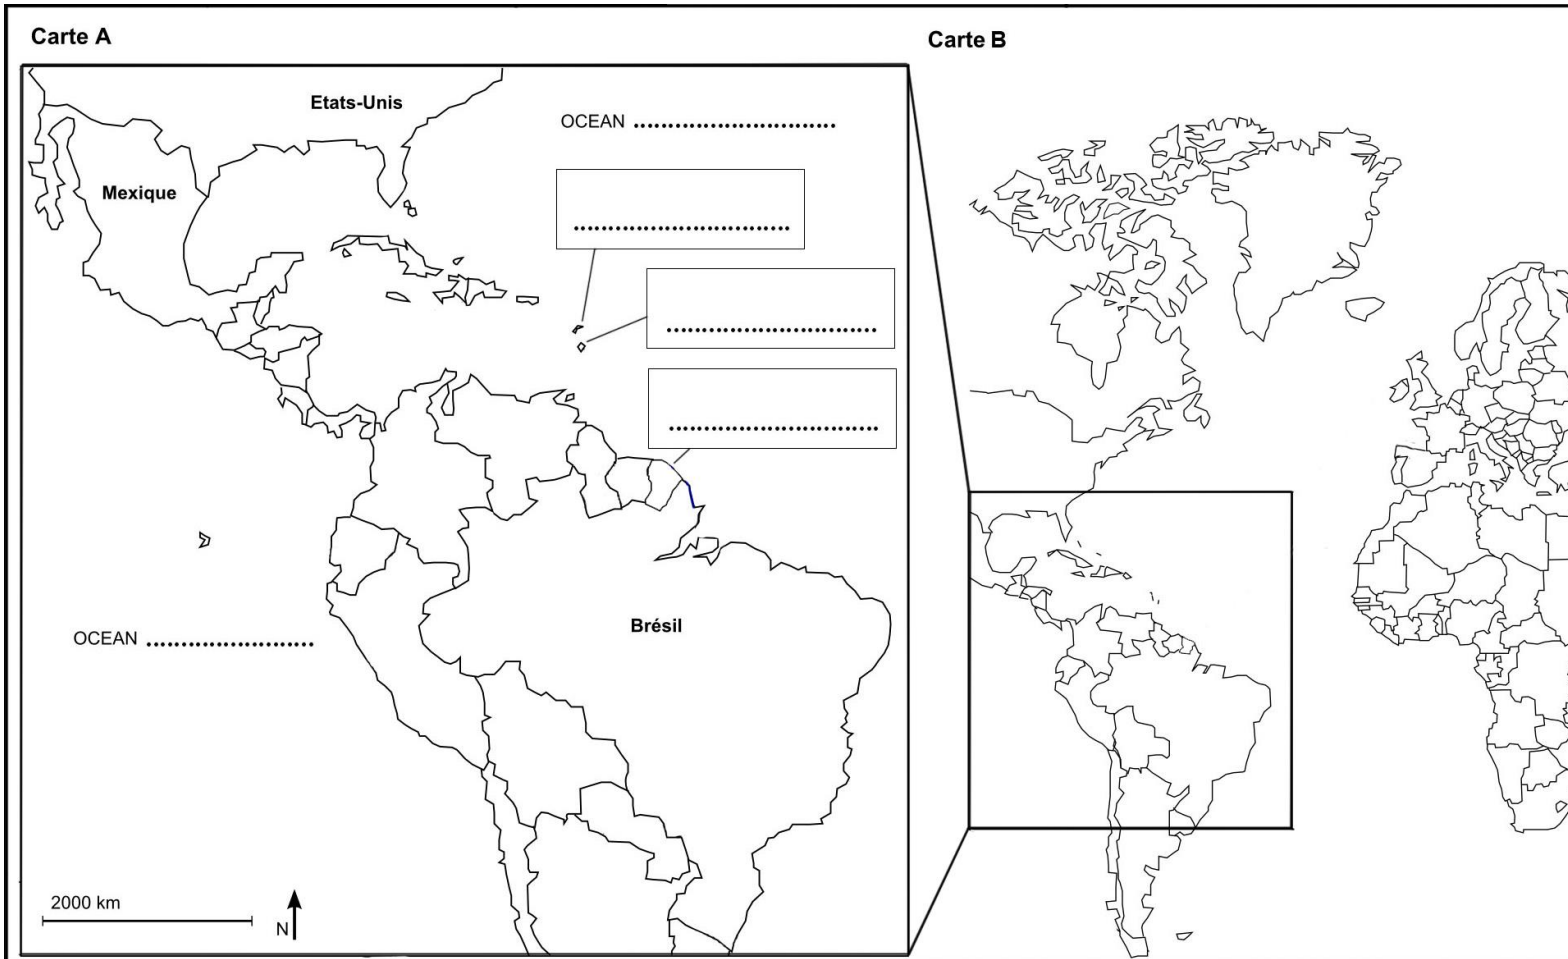 Carte A
Carte B
Etats-Unis
OCEAN ..............................
Mexique
................................
...............................
...............................
Brésil
OCEAN .........................
2000 km
N